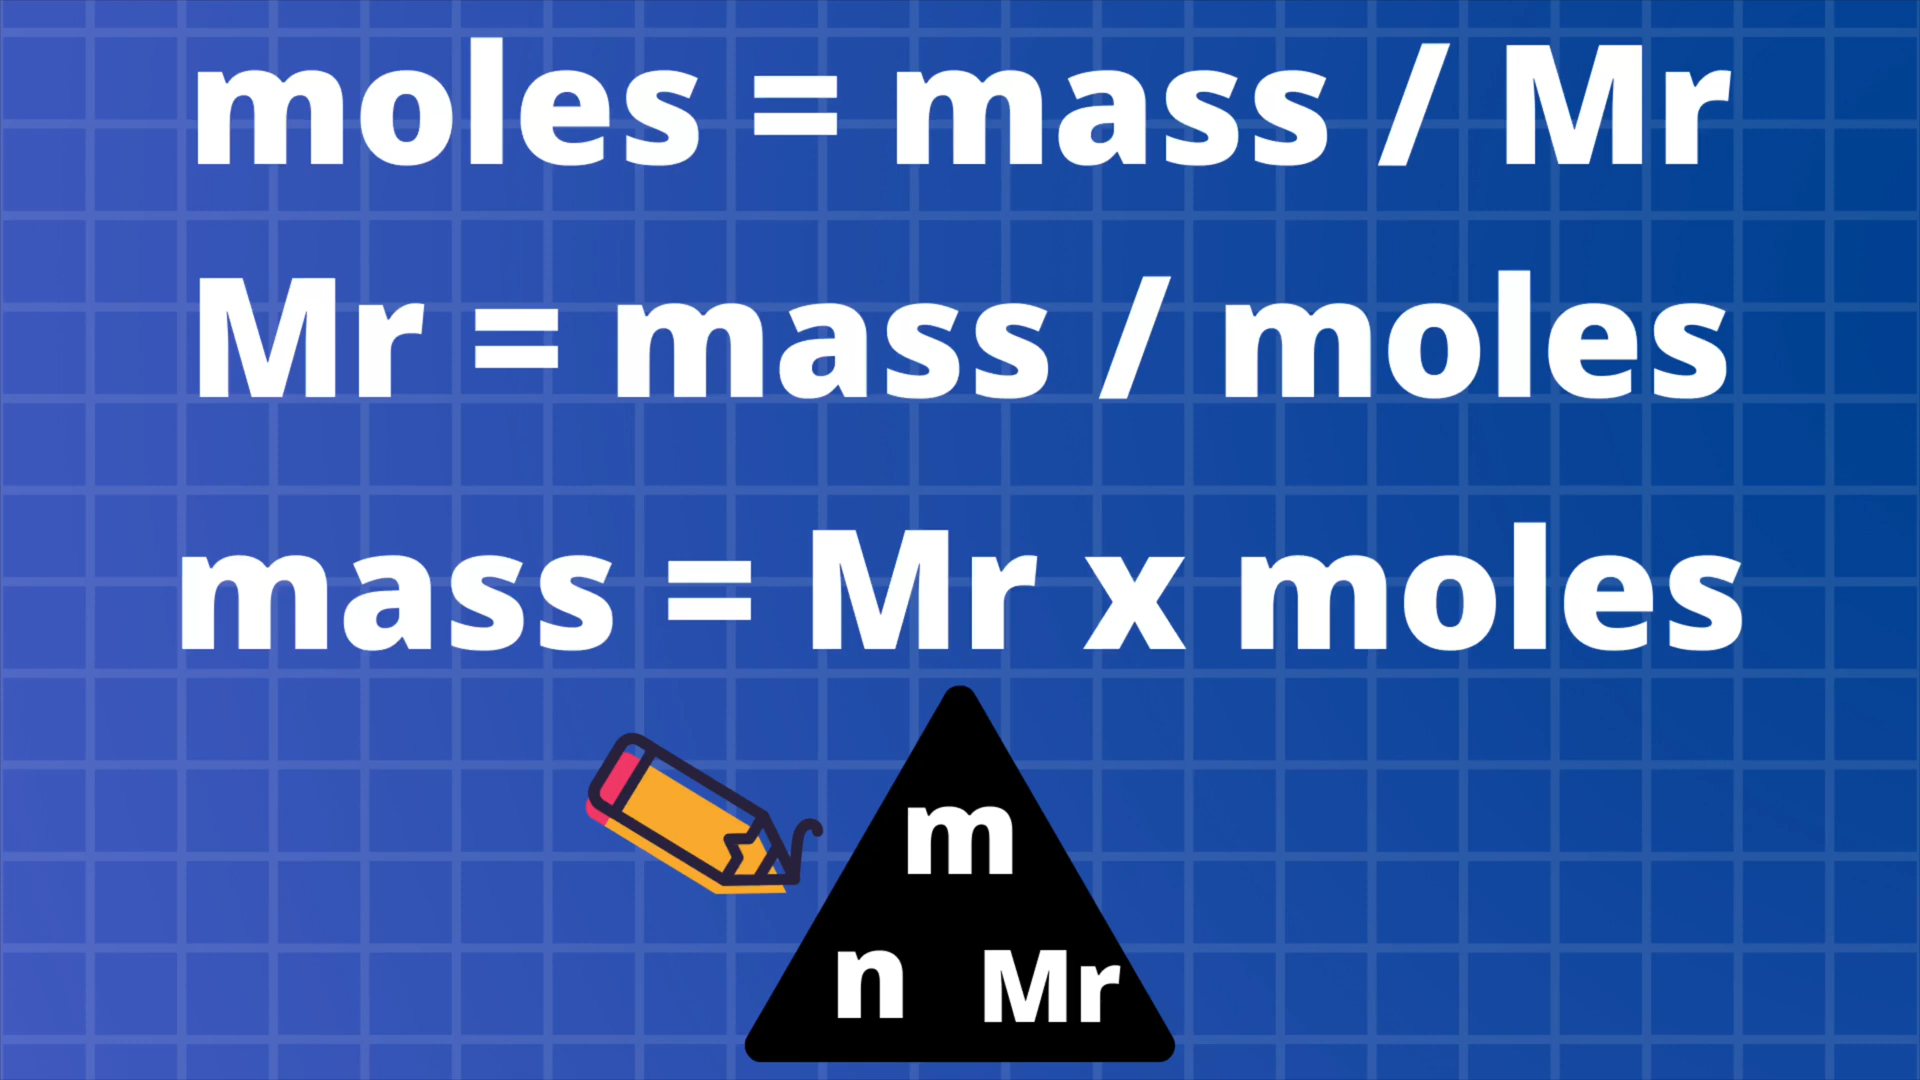 moles = mass / Mr
Mr = mass / moles
mass = Mr x moles
m
n Mr